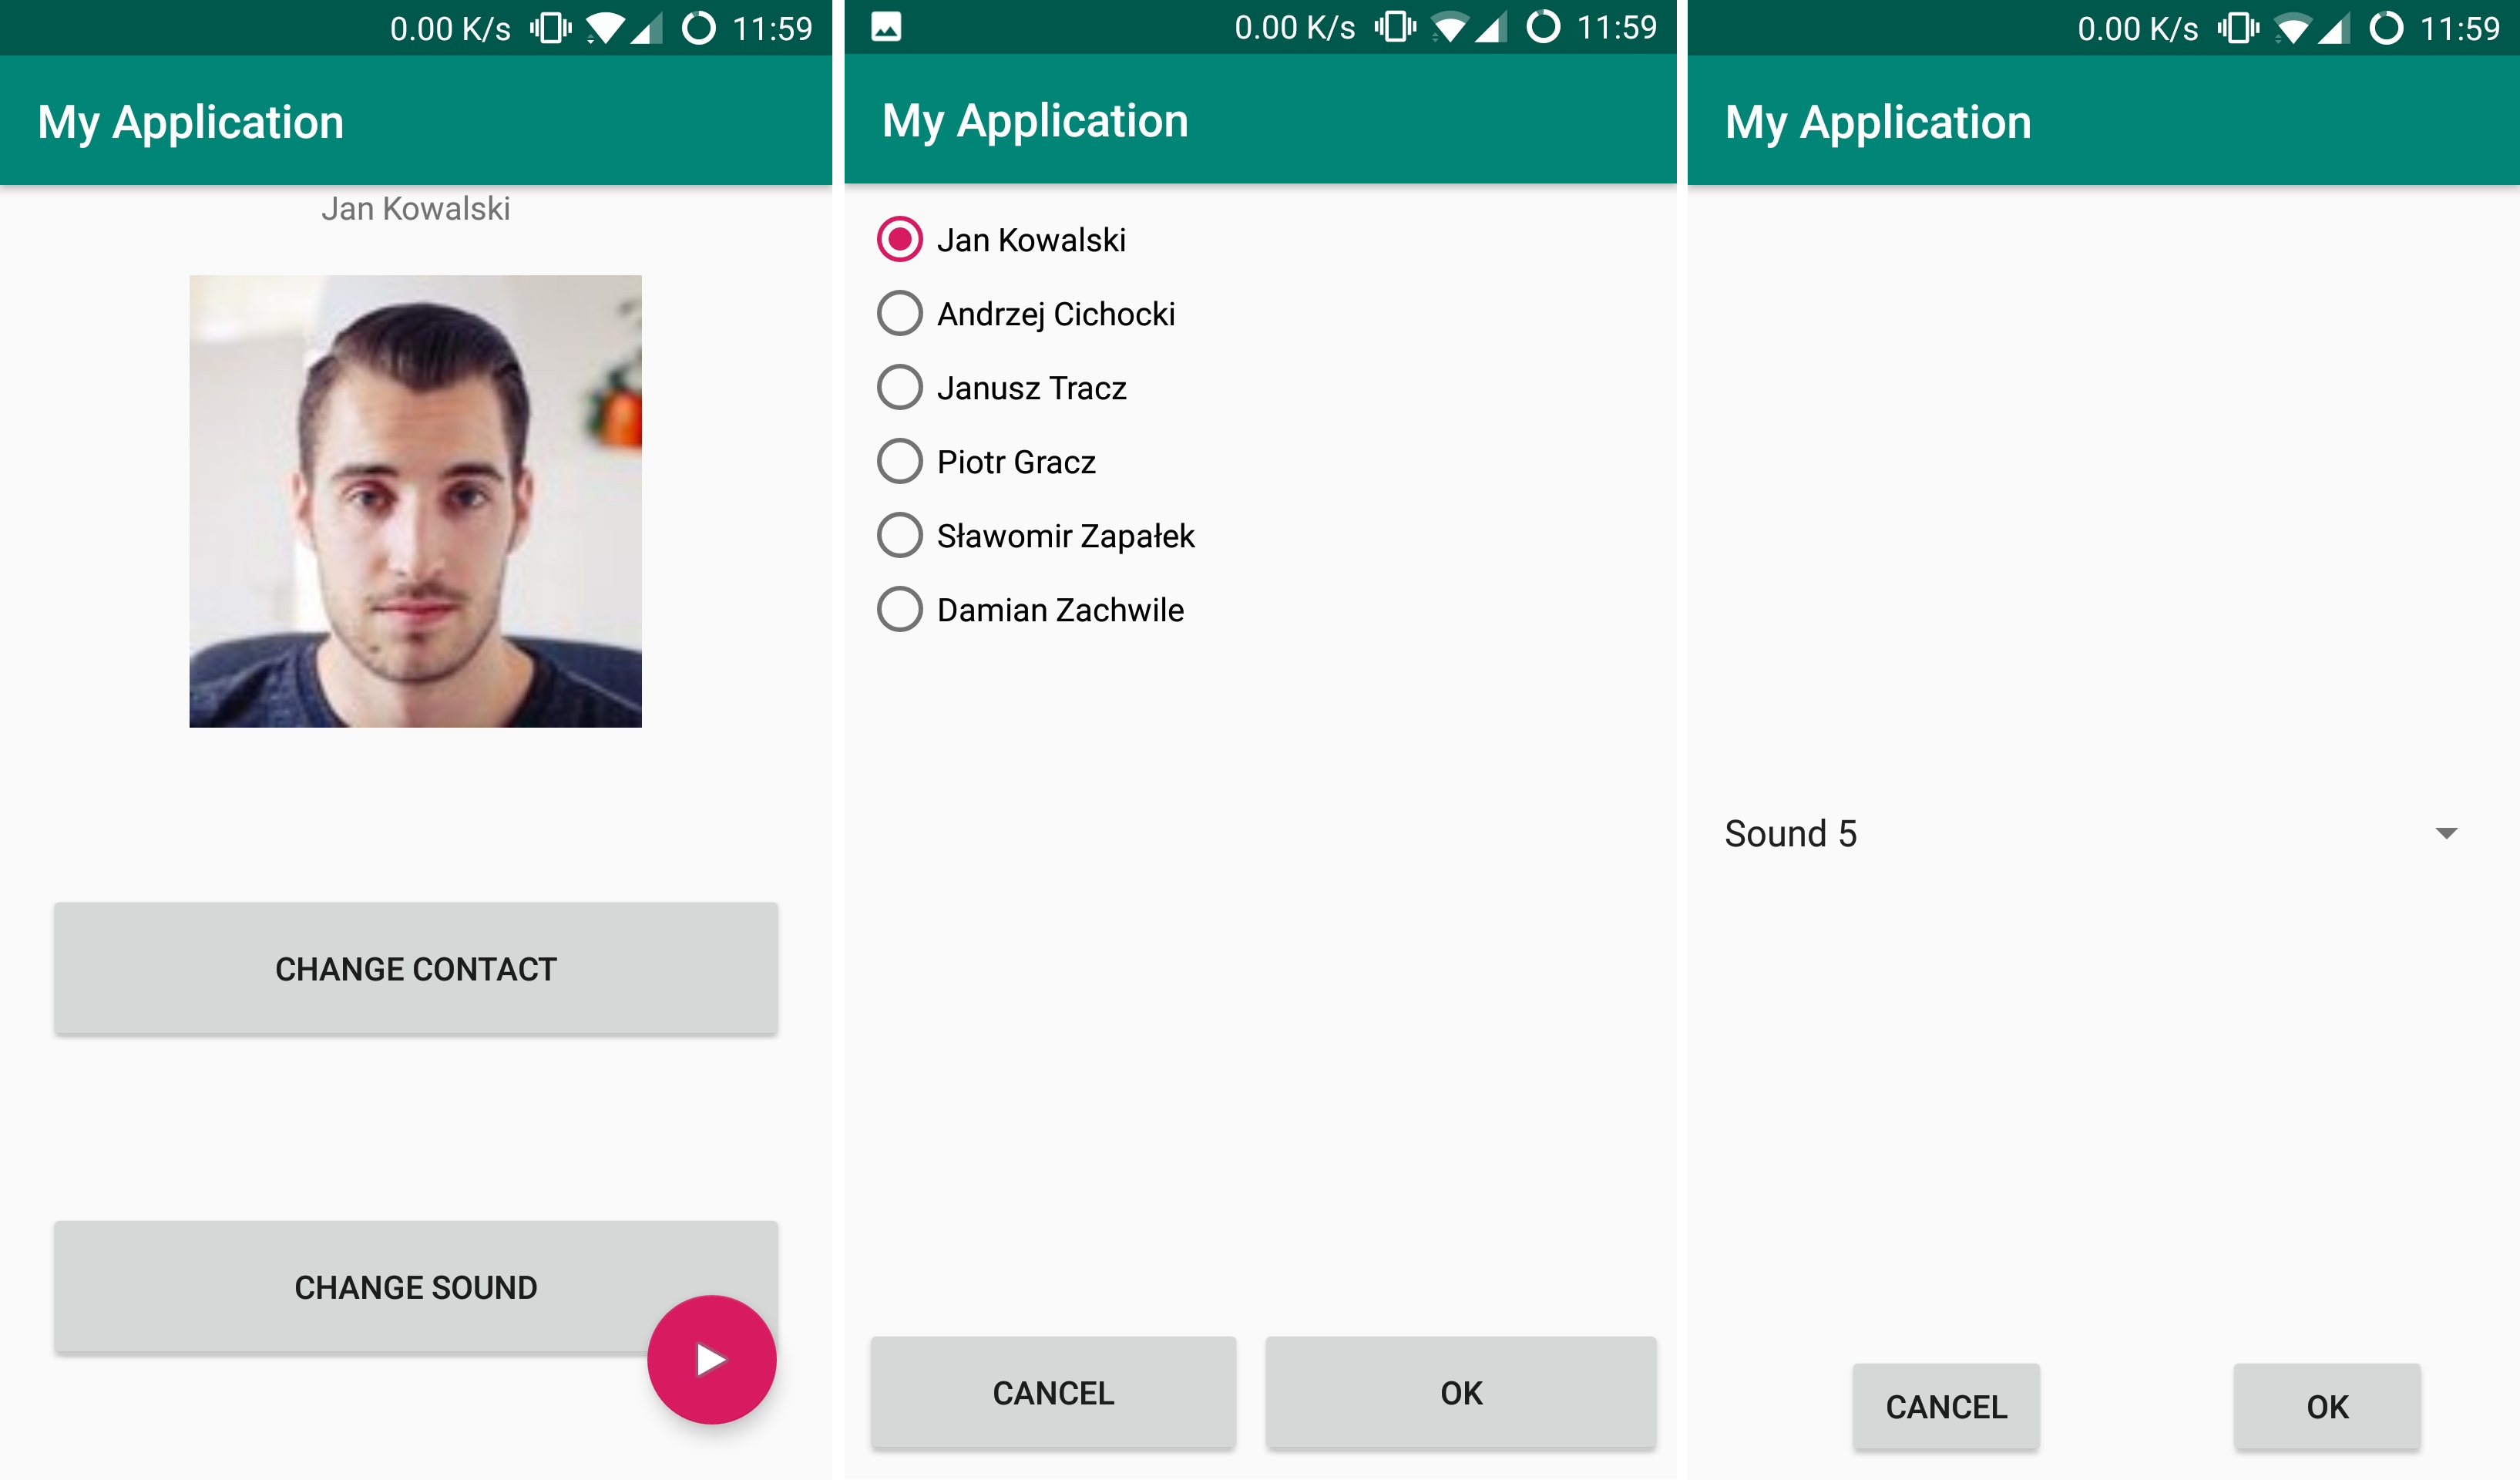 0.00 K/s 11:59
My Application
Jan Kowalski
CHANGE CONTACT
CHANGE SOUND
0.00 K/s 11:59
My Application
Jan Kowalski
Andrzej Cichocki
Janusz Tracz
Piotr Gracz
Sławomir Zapałek
Damian Zachwile
CANCEL OK
0.00 K/s 11:59
My Application
Sound 5
CANCEL OK